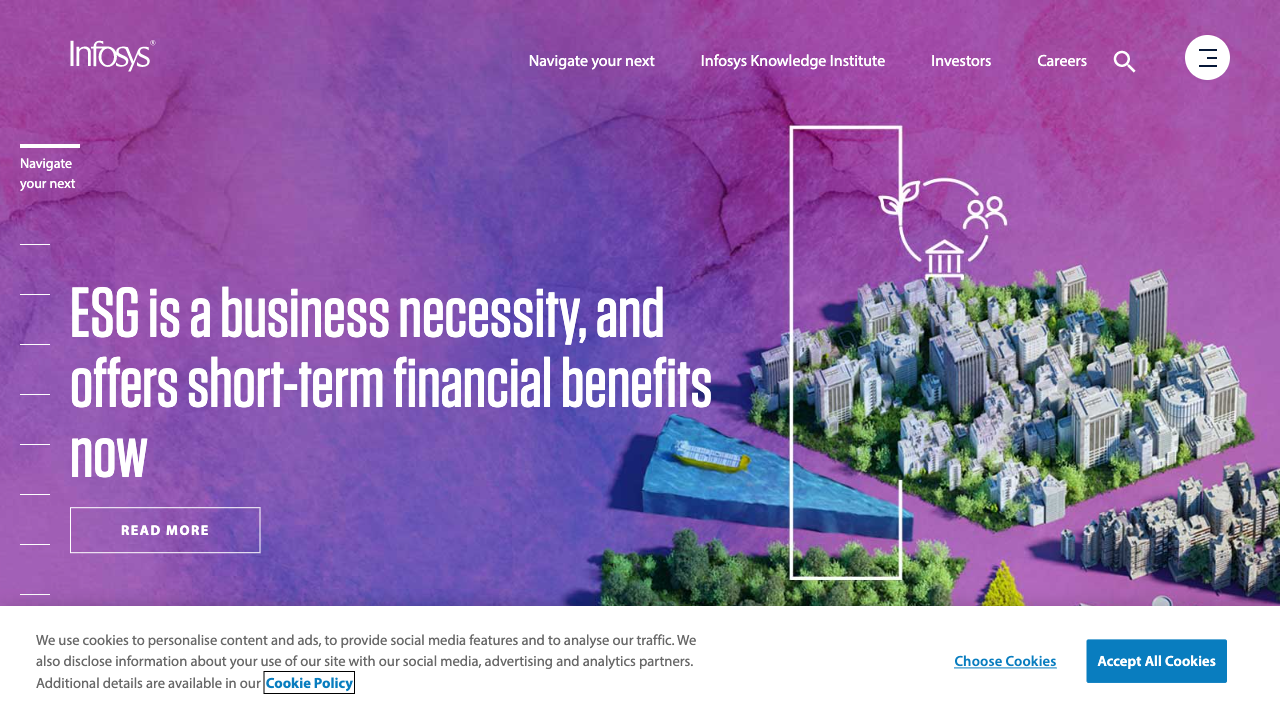 Infosys®
Navigate your next
Infosys Knowledge Institute
Investors
Careers
Navigate
your next
ESG is a business necessity, and
offers short-term financial benefits
now
READ MORE
We use cookies to personalise content and ads, to provide social media features and to analyse our traffic. We
also disclose information about your use of our site with our social media, advertising and analytics partners.
Additional details are available in our Cookie Policy
Choose Cookies
Accept All Cookies